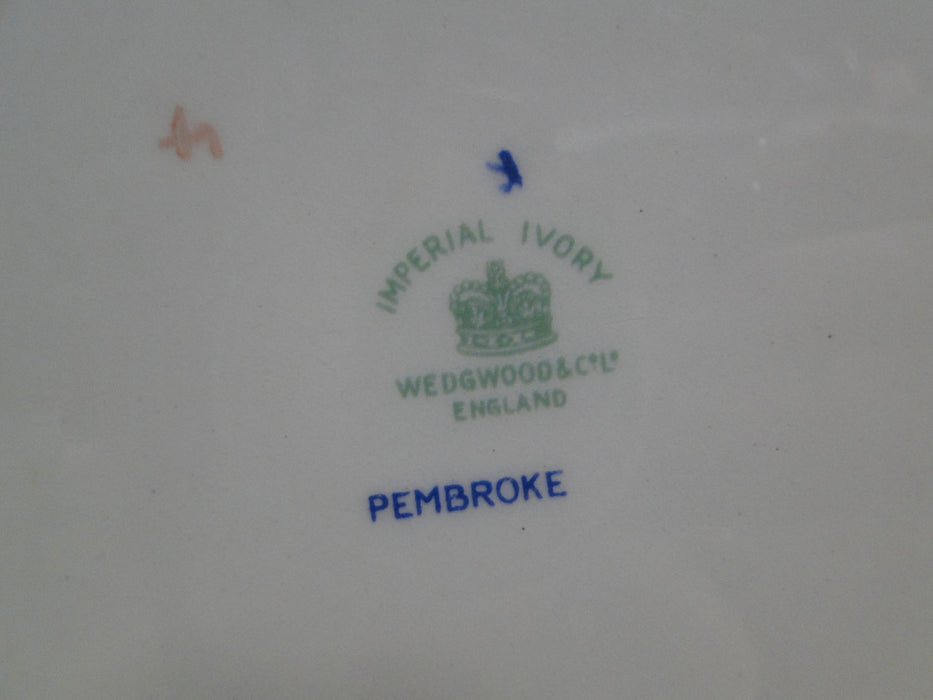 IMPERIAL IVORY
WEDGWOOD & Co Ld
ENGLAND
PEMBROKE